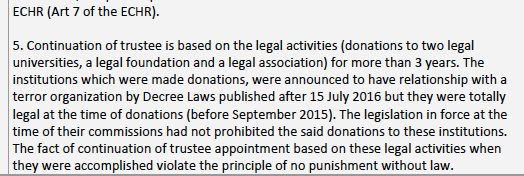 ECHR (Art 7 of the ECHR).
5. Continuation of trustee is based on the legal activities (donations to two legal
universities, a legal foundation and a legal association) for more than 3 years. The
institutions which were made donations, were announced to have relationship with a
terror organization by Decree Laws published after 15 July 2016 but they were totally
legal at the time of donations (before September 2015). The legislation in force at the
time of their commissions had not prohibited the said donations to these institutions.
The fact of continuation of trustee appointment based on these legal activities when
they were accomplished violate the principle of no punishment without law.